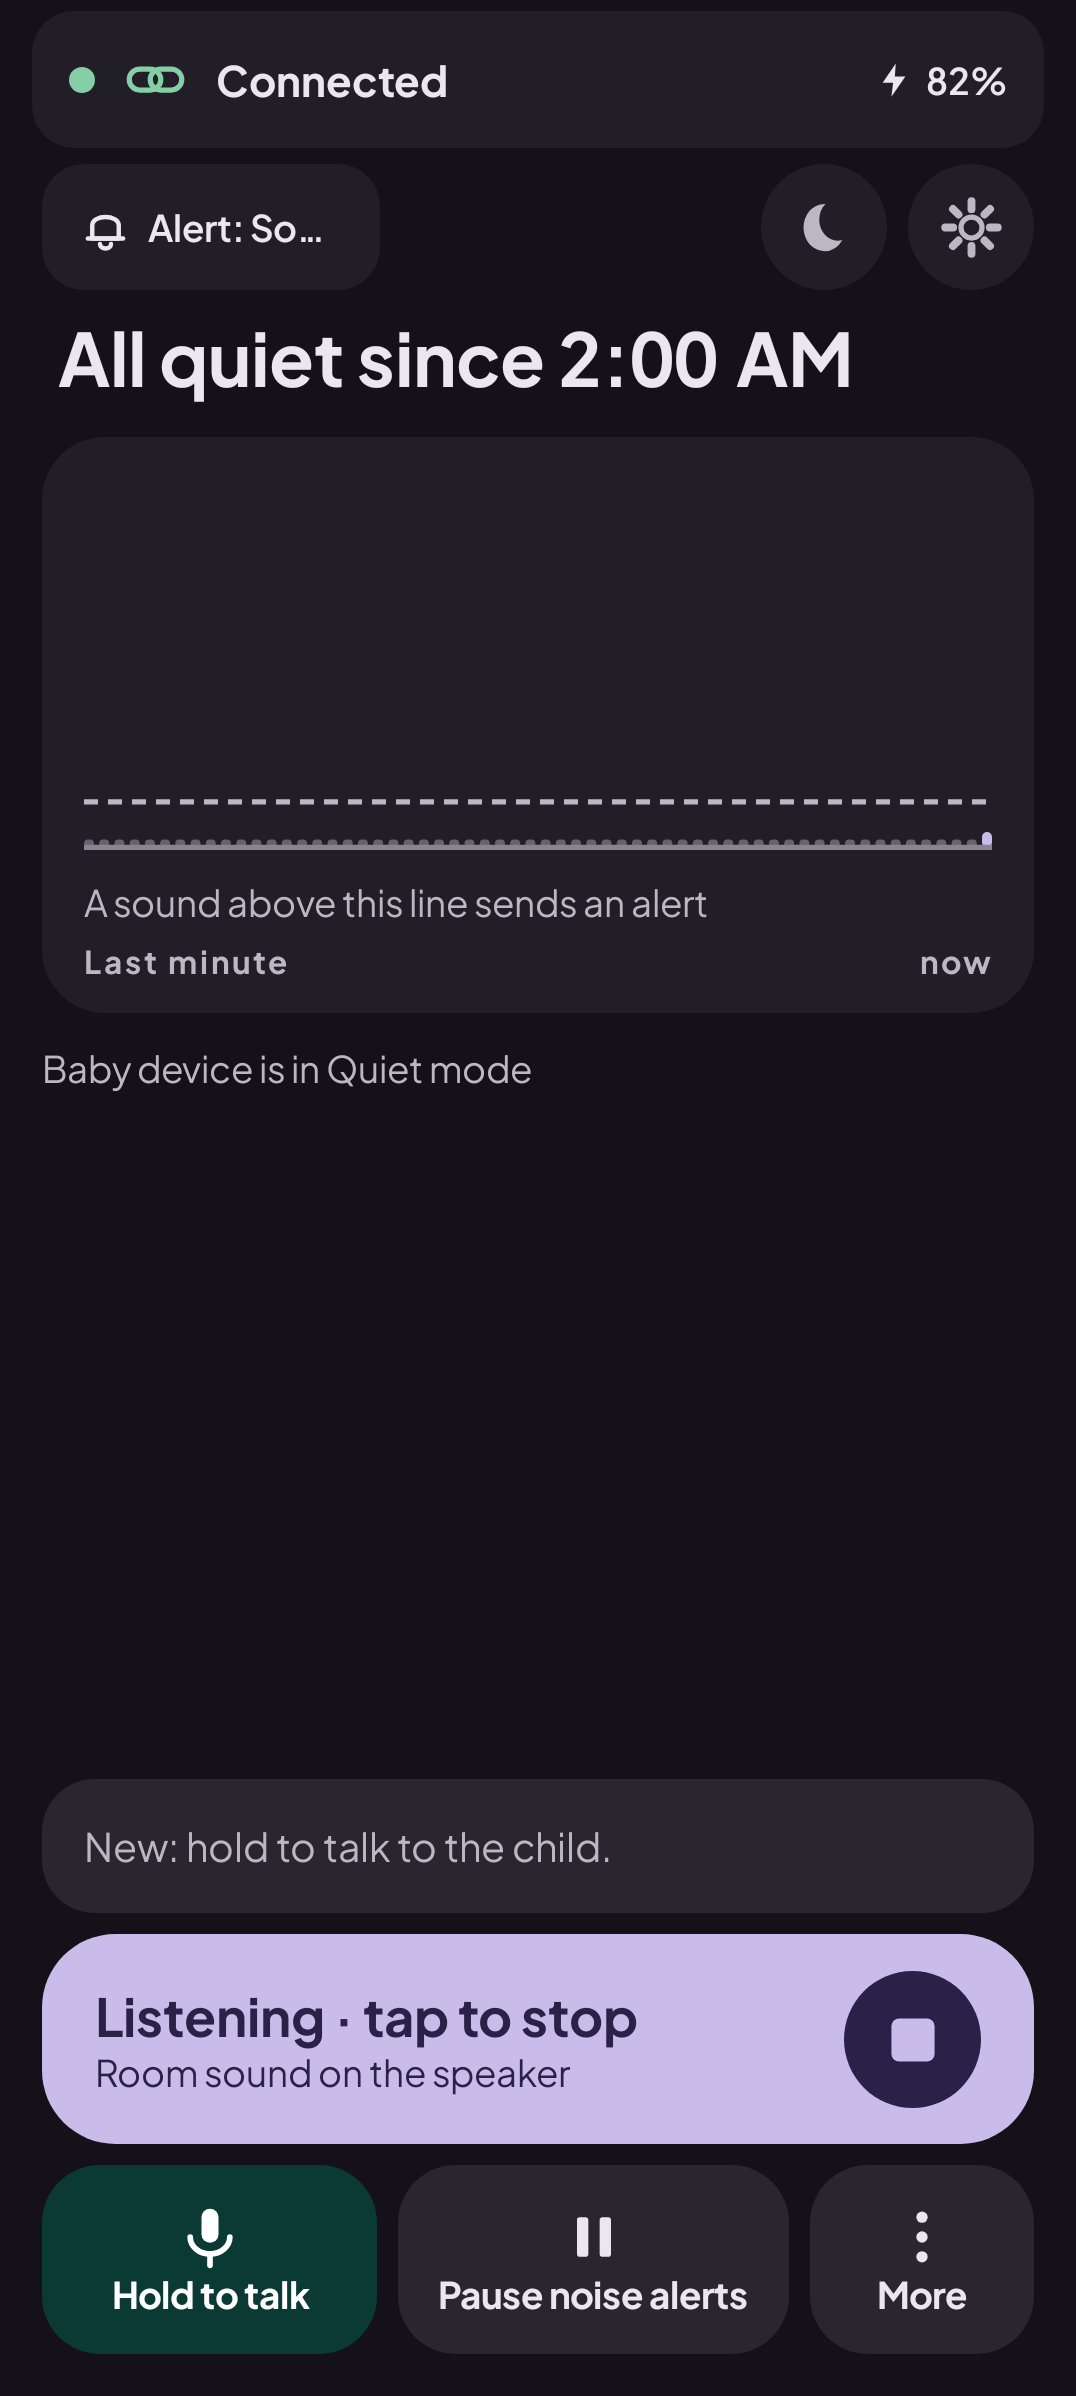 Connected
82%
Alert: So...
All quiet since 2:00 AM
A sound above this line sends an alert
Last minute
now
Baby device is in Quiet mode
New: hold to talk to the child.
Listening · tap to stop
Room sound on the speaker
Hold to talk
Pause noise alerts
More